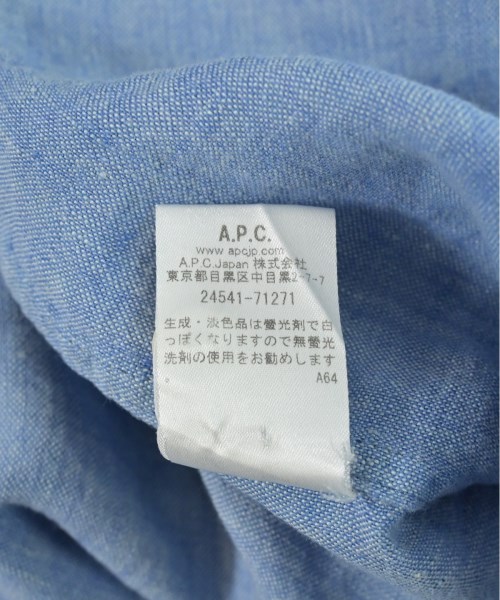 A.P.C.
www.apcjp.com
A.P.C.Japan 株式会社
東京都目黒区中目黒2-7-7
24541-71271
生成・淡色品は螢光剤で白
っぽくなりますので無螢光
洗剤の使用をお勧めします。
A64